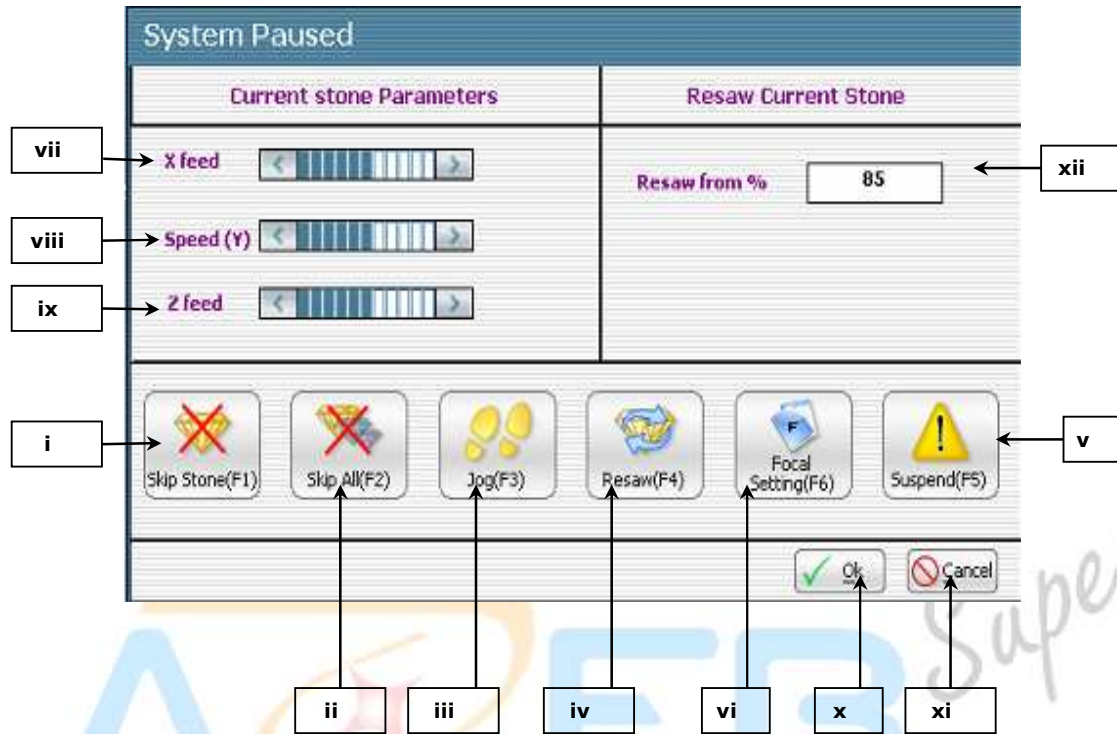 System Paused
Current stone Parameters
Resaw Current Stone
vii
X feed
Resaw from %
85
xii
viii
Speed (Y)
ix
Z feed
i
Skip Stone(F1)
Skip All(F2)
Jog(F3)
Resaw(F4)
Focal
Setting(F6)
Suspend(F5)
v
Ok
Cancel
ii
iii
iv
vi
x
xi